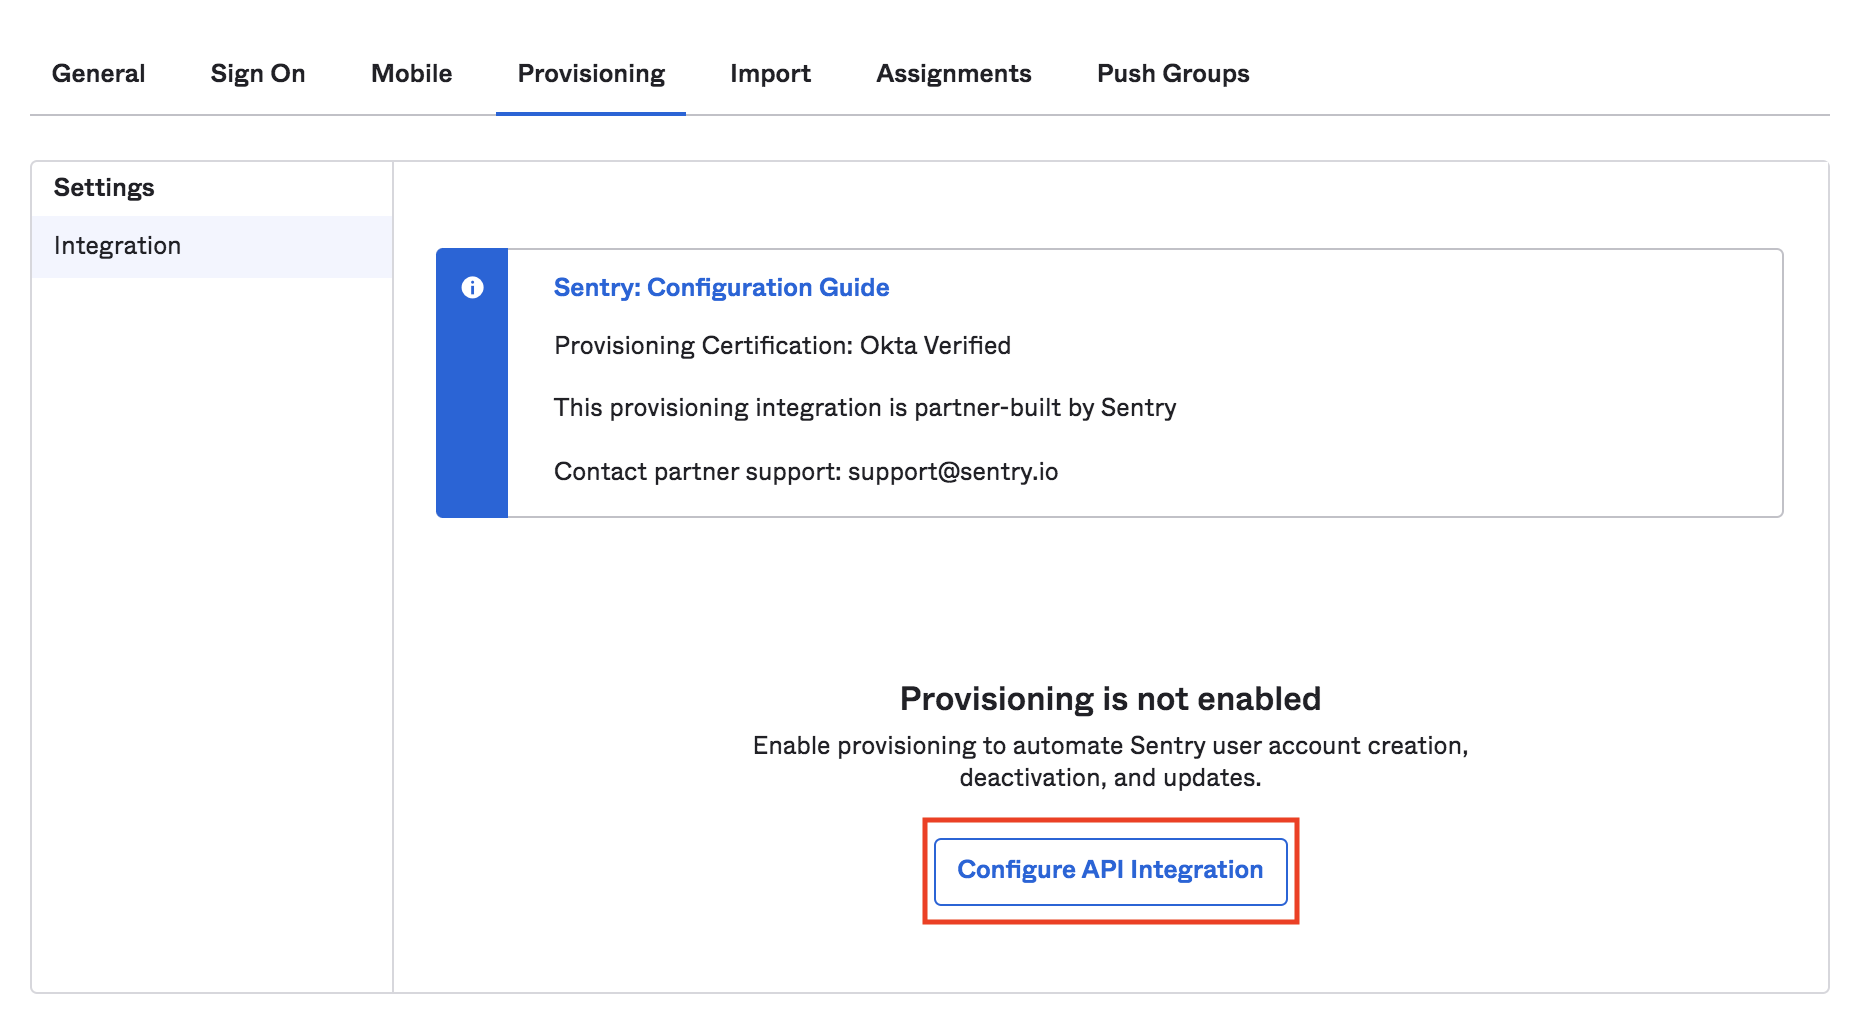 General Sign On Mobile Provisioning Import Assignments Push Groups
Settings
Integration
Sentry: Configuration Guide
Provisioning Certification: Okta Verified
This provisioning integration is partner-built by Sentry
Contact partner support: support@sentry.io
Provisioning is not enabled
Enable provisioning to automate Sentry user account creation,
deactivation, and updates.
Configure API Integration